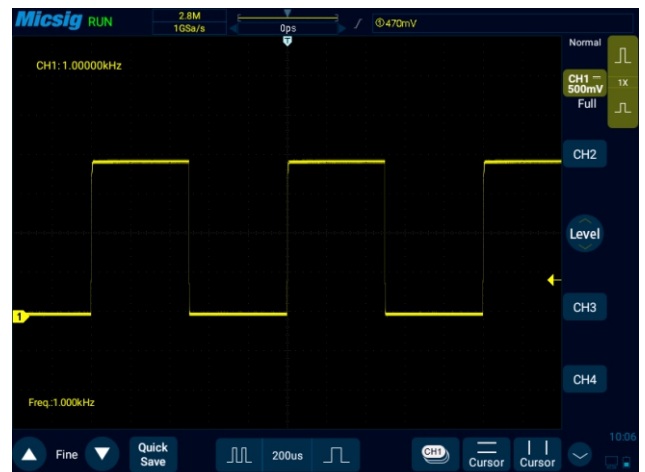 Micsig RUN
2.8M
1GSa/s
0ps
T
①470mV
CH1: 1.00000kHz
Normal
CH1
500mV
Full
1X
CH2
Level
1
CH3
CH4
Freq.:1.000kHz
10:06
Fine
Quick
Save
200us
CH1
Cursor
Cursor